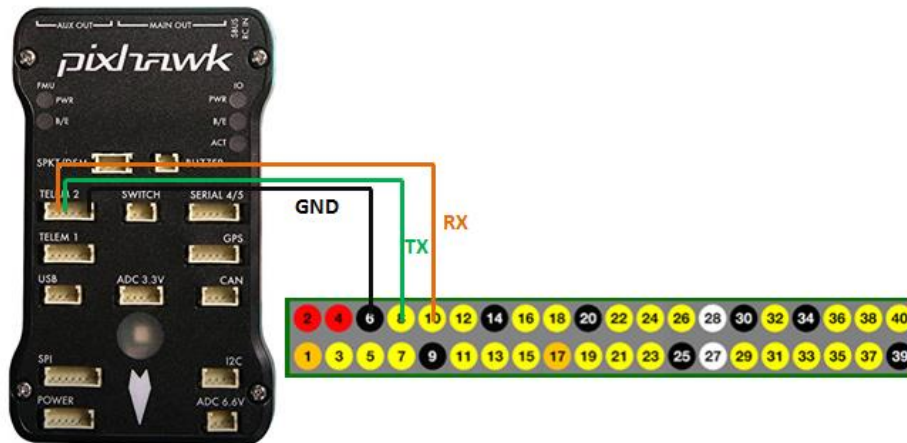 AUX OUT MAIN OUT SBUS RC IN
pixhawk
FMU IO
PWR PWR
B/E B/E
ACT
SPKT/DSM BUZZER
TELEM 2 SWITCH SERIAL 4/5
GND RX
TX
TELEM 1 GPS
USB ADC 3.3V CAN
2 4 6 8 10 12 14 16 18 20 22 24 26 28 30 32 34 36 38 40
1 3 5 7 9 11 13 15 17 19 21 23 25 27 29 31 33 35 37 39
SPI I2C
POWER ADC 6.6V